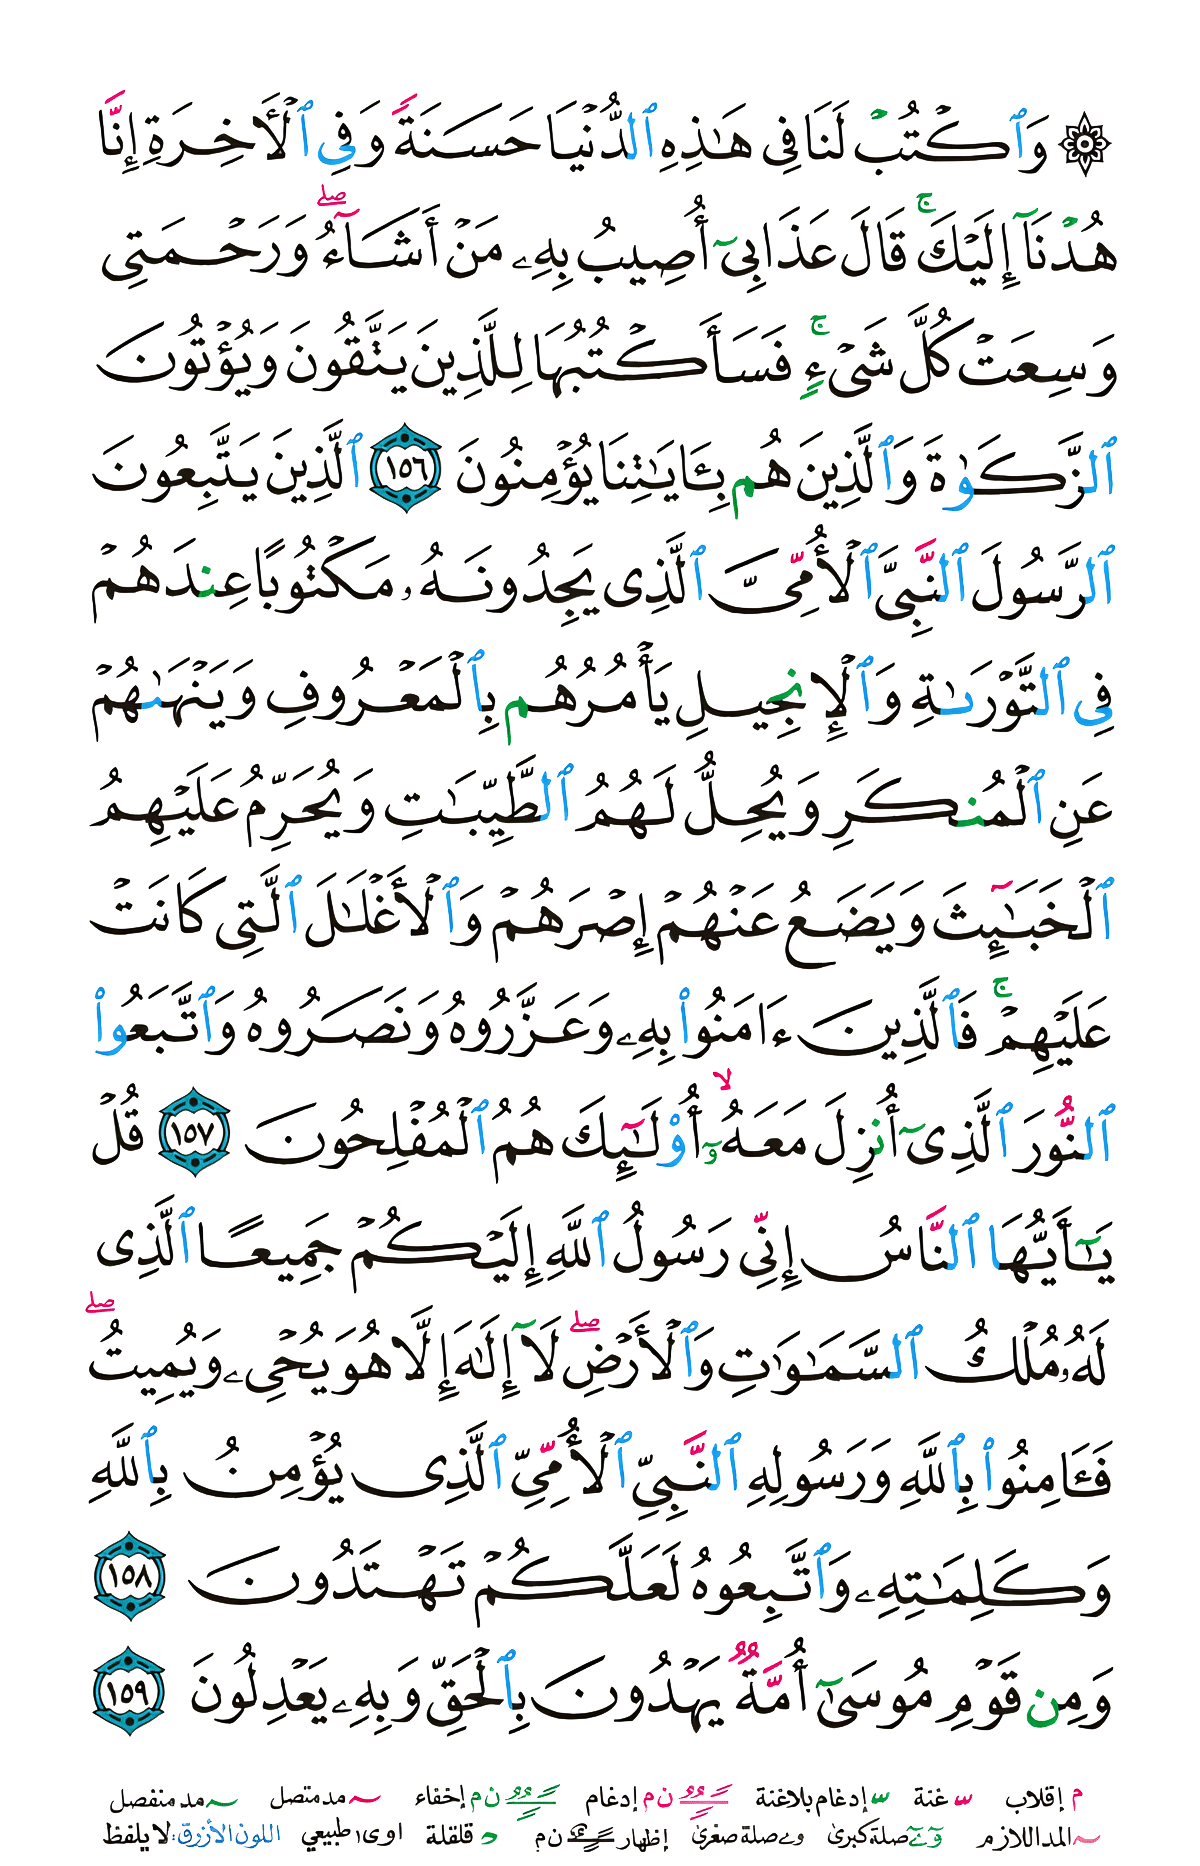 ۞ وَٱكْتُبْ لَنَا فِى هَـٰذِهِ ٱلدُّنْيَا حَسَنَةً وَفِى ٱلْأَخِرَةِ إِنَّا
هُدْنَآ إِلَيْكَ ۚ قَالَ عَذَابِىٓ أُصِيبُ بِهِۦ مَنْ أَشَآءُ ۖ وَرَحْمَتِى
وَسِعَتْ كُلَّ شَىْءٍ ۚ فَسَأَكْتُبُهَا لِلَّذِينَ يَتَّقُونَ وَيُؤْتُونَ
ٱلزَّكَوٰةَ وَٱلَّذِينَ هُم بِـَٔايَـٰتِنَا يُؤْمِنُونَ ١٥٦ ٱلَّذِينَ يَتَّبِعُونَ
ٱلرَّسُولَ ٱلنَّبِىَّ ٱلْأُمِّىَّ ٱلَّذِى يَجِدُونَهُۥ مَكْتُوبًا عِندَهُمْ
فِى ٱلتَّوْرَىٰةِ وَٱلْإِنجِيلِ يَأْمُرُهُم بِٱلْمَعْرُوفِ وَيَنْهَىٰهُمْ
عَنِ ٱلْمُنكَرِ وَيُحِلُّ لَهُمُ ٱلطَّيِّبَـٰتِ وَيُحَرِّمُ عَلَيْهِمُ
ٱلْخَبَـٰٓئِثَ وَيَضَعُ عَنْهُمْ إِصْرَهُمْ وَٱلْأَغْلَـٰلَ ٱلَّتِى كَانَتْ
عَلَيْهِمْ ۚ فَٱلَّذِينَ ءَامَنُوا۟ بِهِۦ وَعَزَّرُوهُ وَنَصَرُوهُ وَٱتَّبَعُوا۟
ٱلنُّورَ ٱلَّذِىٓ أُنزِلَ مَعَهُۥٓ ۙ أُو۟لَـٰٓئِكَ هُمُ ٱلْمُفْلِحُونَ ١٥٧ قُلْ
يَـٰٓأَيُّهَا ٱلنَّاسُ إِنِّى رَسُولُ ٱللَّهِ إِلَيْكُمْ جَمِيعًا ٱلَّذِى
لَهُۥ مُلْكُ ٱلسَّمَـٰوَٰتِ وَٱلْأَرْضِ ۖ لَآ إِلَـٰهَ إِلَّا هُوَ يُحْىِۦ وَيُمِيتُ ۖ
فَـَٔامِنُوا۟ بِٱللَّهِ وَرَسُولِهِ ٱلنَّبِىِّ ٱلْأُمِّىِّ ٱلَّذِى يُؤْمِنُ بِٱللَّهِ
وَكَلِمَـٰتِهِۦ وَٱتَّبِعُوهُ لَعَلَّكُمْ تَهْتَدُونَ ١٥٨
وَمِن قَوْمِ مُوسَىٰٓ أُمَّةٌ يَهْدُونَ بِٱلْحَقِّ وَبِهِۦ يَعْدِلُونَ ١٥٩
م إقلاب غنة إدغام بلاغنة ن م إدغام ن م إخفاء مد متصل مد منفصل
المد اللازم صلة كبرى و ے صلة صغرى إظهار ن م قلقلة ا و ى طبيعي اللون الأزرق: لا يلفظ